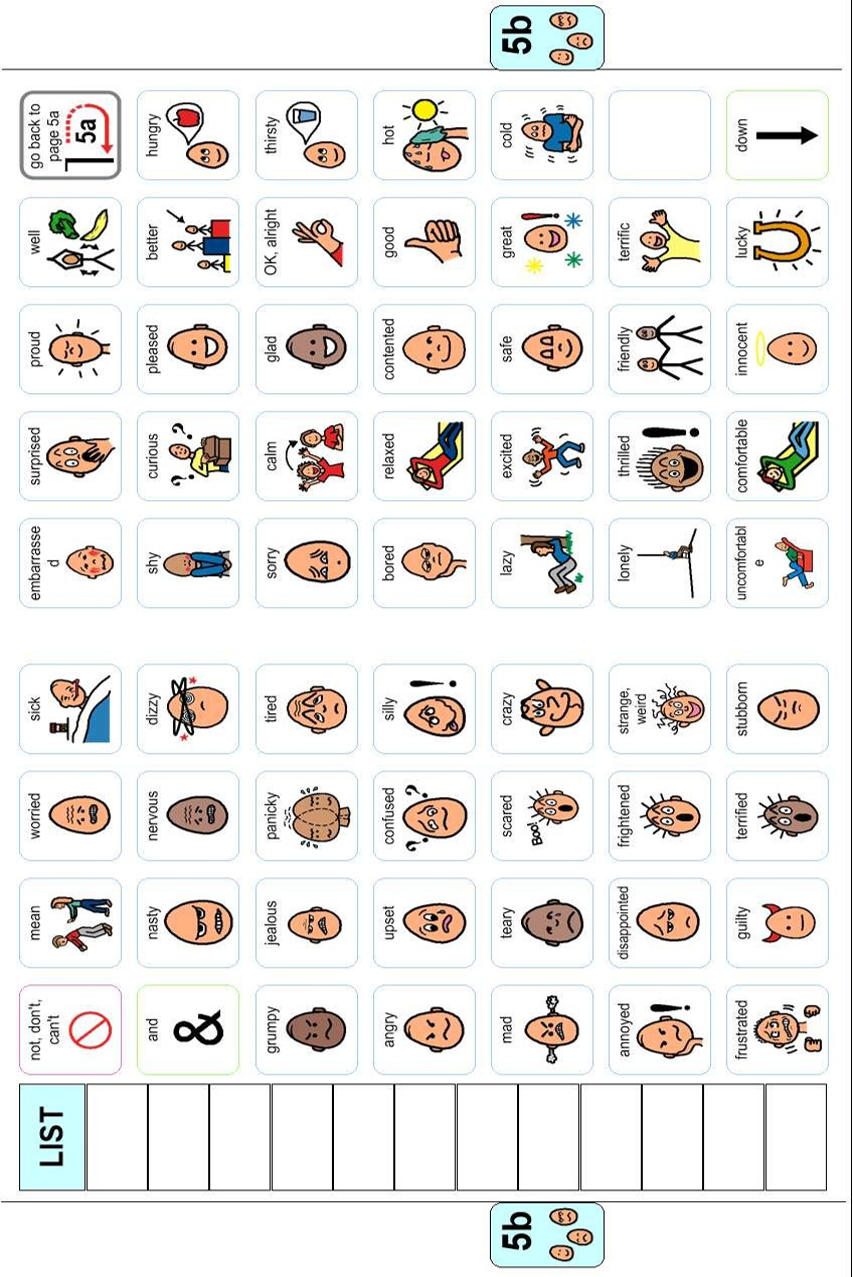 LIST
not, don't,
can't
mean
worried
sick
embarrasse
d
surprised
proud
well
go back to
page 5a
5a
and
&
nasty
nervous
dizzy
shy
curious
? ?
pleased
better
hungry
grumpy
jealous
panicky
tired
sorry
calm
glad
OK, alright
thirsty
angry
upset
confused
? ?
silly
!
bored
relaxed
contented
good
hot
5b
mad
teary
scared
Boo!
crazy
lazy
excited
safe
great
!
cold
5b
annoyed
!
disappointed
frightened
strange,
weird
lonely
thrilled
!
friendly
terrific
frustrated
guilty
terrified
stubborn
uncomfortabl
e
comfortable
innocent
lucky
down